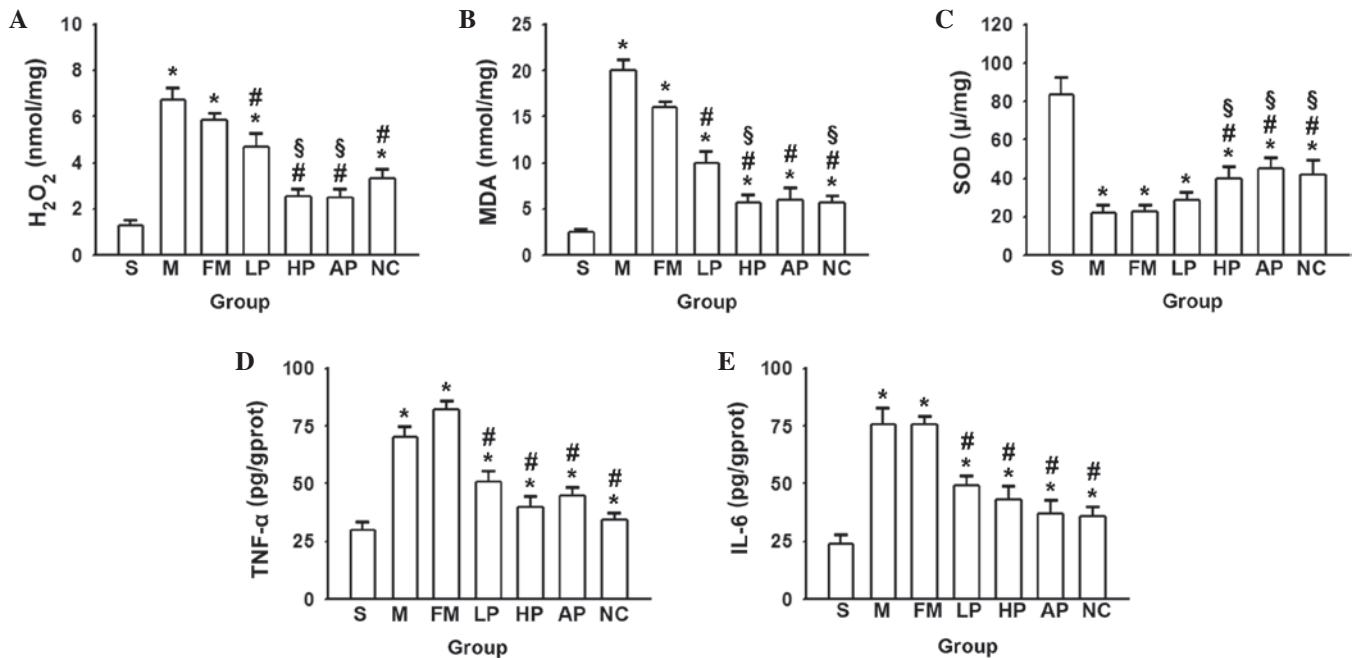 A
H2O2 (nmol/mg)
10
8
6
4
2
0
* * # * § # § # # *
S M FM LP HP AP NC
Group
B
MDA (nmol/mg)
25
20
15
10
5
0
* * # * § # * # * § # *
S M FM LP HP AP NC
Group
C
SOD (μ/mg)
120
100
80
60
40
20
0
* * * § # * § # * § # *
S M FM LP HP AP NC
Group
D
TNF-α (pg/gprot)
100
75
50
25
0
* * # * # * # * # *
S M FM LP HP AP NC
Group
E
IL-6 (pg/gprot)
100
75
50
25
0
* * # * # * # * # *
S M FM LP HP AP NC
Group